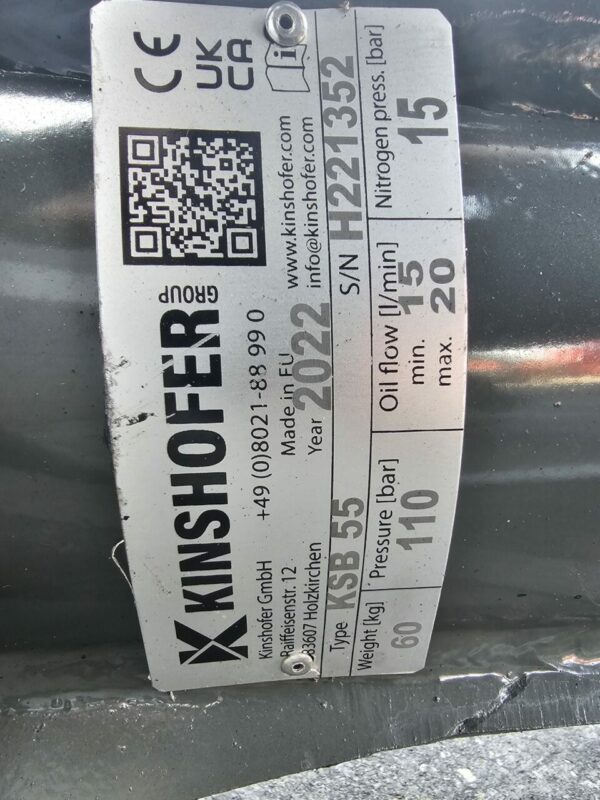 KINSHOFER
GROUP
CE
UK
CA
Kinshofer GmbH
Raiffeisenstr. 12
83607 Holzkirchen
+49 (0)8021-88 99 0
Made in EU
Year 2022
www.kinshofer.com
info@kinshofer.com
Type KSB 55
S/N H221352
Weight [kg]
60
Pressure [bar]
110
Oil flow [l/min]
min. 15
max. 20
Nitrogen press. [bar]
15